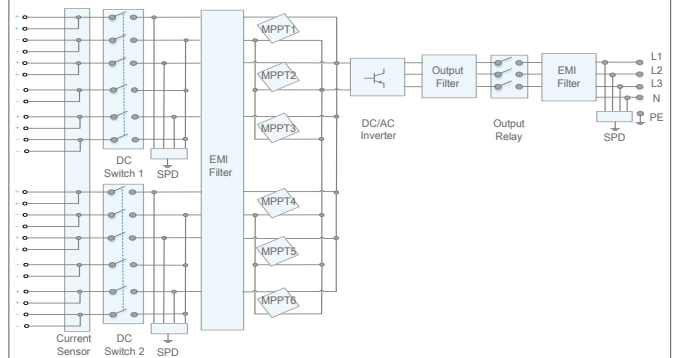 MPPT1
MPPT2
MPPT3
MPPT4
MPPT5
MPPT6
DC
Switch 1
SPD
EMI
Filter
DC/AC
Inverter
Output
Filter
Output
Relay
EMI
Filter
L1
L2
L3
N
PE
SPD
Current
Sensor
DC
Switch 2
SPD